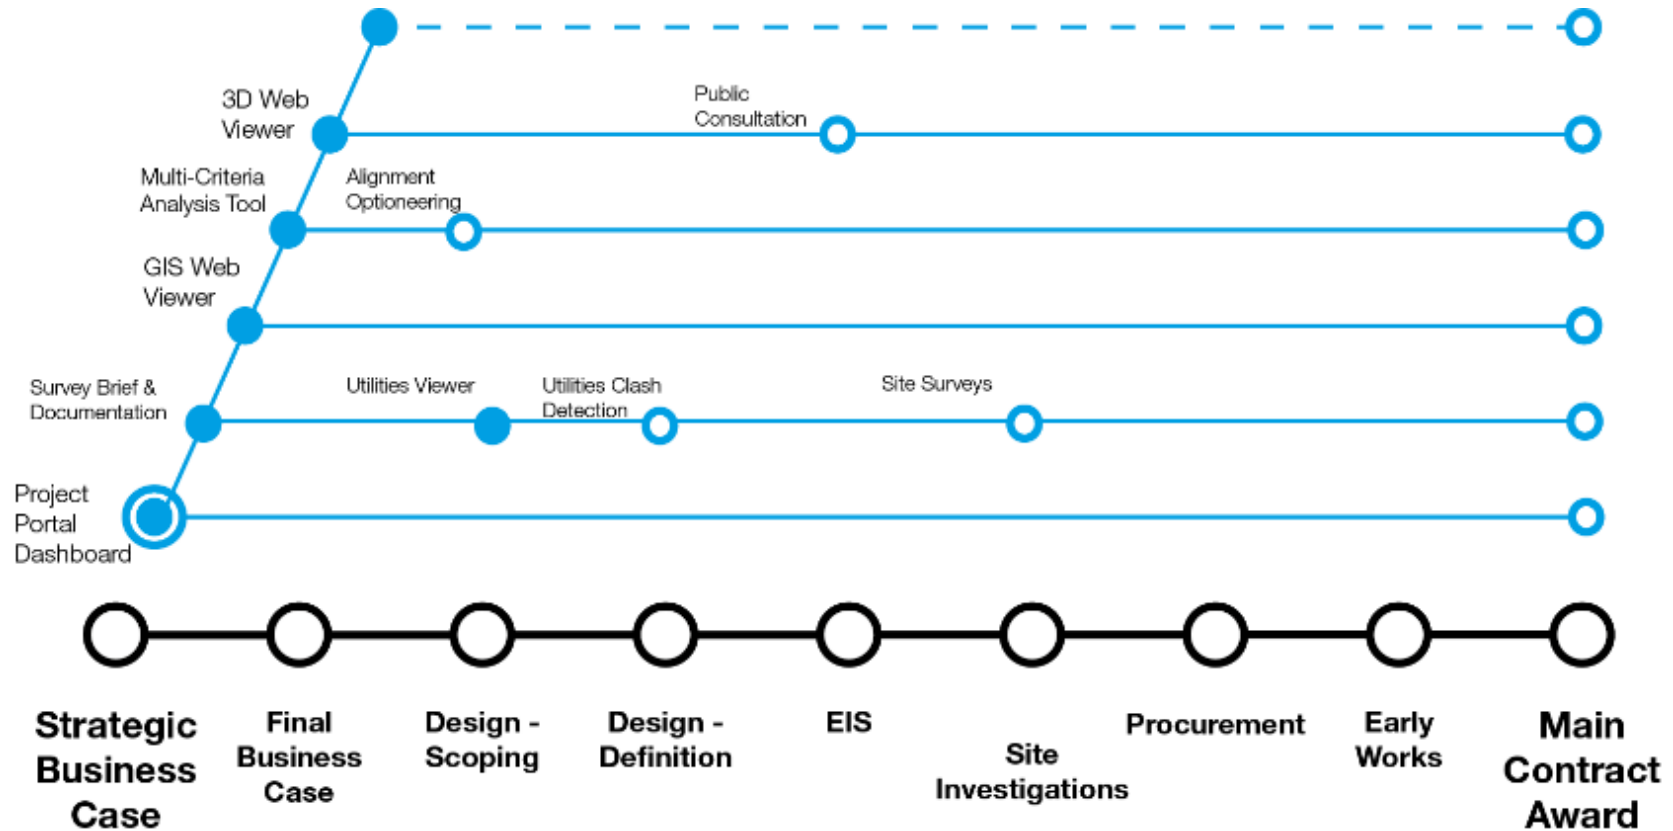 3D Web
Viewer
Public
Consultation
Multi-Criteria
Analysis Tool
Alignment
Optioneering
GIS Web
Viewer
Survey Brief &
Documentation
Utilities Viewer
Utilities Clash
Detection
Site Surveys
Project
Portal
Dashboard
Strategic
Business
Case
Final
Business
Case
Design -
Scoping
Design -
Definition
EIS
Site
Investigations
Procurement
Early
Works
Main
Contract
Award